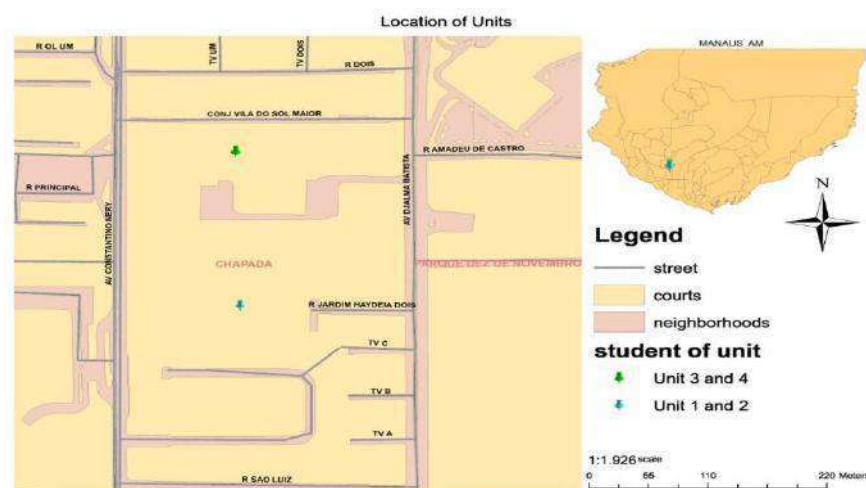 Location of Units
R OL UM
TV UM
TV DOIS
R DOIS
CONJ VILA DO SOL MAIOR
R AMADEU DE CASTRO
R PRINCIPAL
AV CONSTANTINO NERY
AV DJALMA BATISTA
CHAPADA
PARQUE DEZ DE NOVEMBRO
R JARDIM HAYDEIA DOIS
TV C
TV B
TV A
R SAO LUIZ
MANAUS AM
N
Legend
street
courts
neighborhoods
student of unit
Unit 3 and 4
Unit 1 and 2
1:1.926 scale
0 55 110 220 Meters